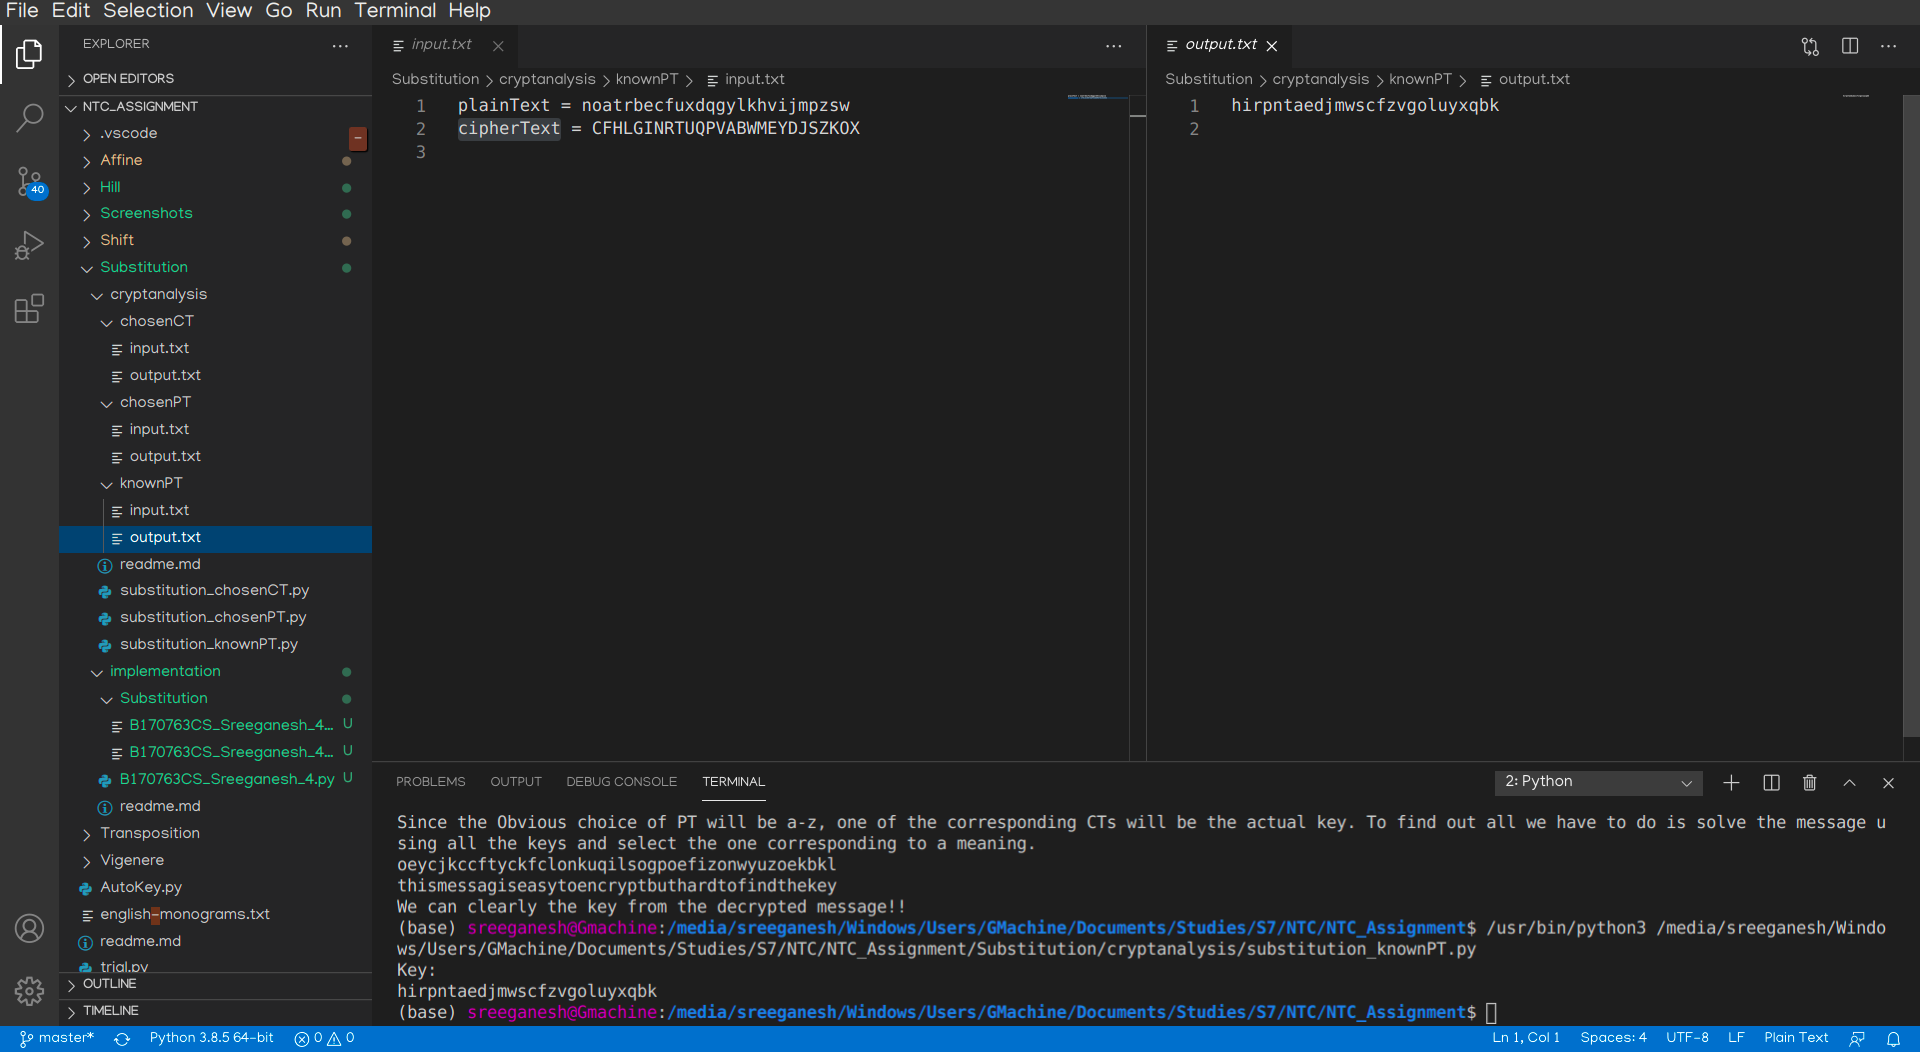 File Edit Selection View Go Run Terminal Help
EXPLORER
OPEN EDITORS
NTC_ASSIGNMENT
.vscode
Affine
Hill
Screenshots
Shift
Substitution
cryptanalysis
chosenCT
input.txt
output.txt
chosenPT
input.txt
output.txt
knownPT
input.txt
output.txt
readme.md
substitution_chosenCT.py
substitution_chosenPT.py
substitution_knownPT.py
implementation
Substitution
B170763CS_Sreeganesh_4... U
B170763CS_Sreeganesh_4... U
B170763CS_Sreeganesh_4.py U
readme.md
Transposition
Vigenere
AutoKey.py
english-monograms.txt
readme.md
trial.py
OUTLINE
TIMELINE
40
input.txt
Substitution > cryptanalysis > knownPT > input.txt
1 plainText = noatrbecfuxdqgylkhvijmpzsw
2 cipherText = CFHLGINRTUQPVABWMEYDJSZKOX
3
output.txt
Substitution > cryptanalysis > knownPT > output.txt
1 hirpntaedjmwscfzvgoluyxqbk
2
PROBLEMS OUTPUT DEBUG CONSOLE TERMINAL 2: Python
Since the Obvious choice of PT will be a-z, one of the corresponding CTs will be the actual key. To find out all we have to do is solve the message u
sing all the keys and select the one corresponding to a meaning.
oeycjkccftyckfclonkuqilsogpoefizonwyuzoekbkl
thismessagiseasytoencryptbuthardtofindthekey
We can clearly the key from the decrypted message!!
(base) sreeganesh@Gmachine:/media/sreeganesh/Windows/Users/GMachine/Documents/Studies/S7/NTC/NTC_Assignment$ /usr/bin/python3 /media/sreeganesh/Windo
ws/Users/GMachine/Documents/Studies/S7/NTC/NTC_Assignment/Substitution/cryptanalysis/substitution_knownPT.py
Key:
hirpntaedjmwscfzvgoluyxqbk
(base) sreeganesh@Gmachine:/media/sreeganesh/Windows/Users/GMachine/Documents/Studies/S7/NTC/NTC_Assignment$
master* Python 3.8.5 64-bit 0 0 Ln 1, Col 1 Spaces: 4 UTF-8 LF Plain Text